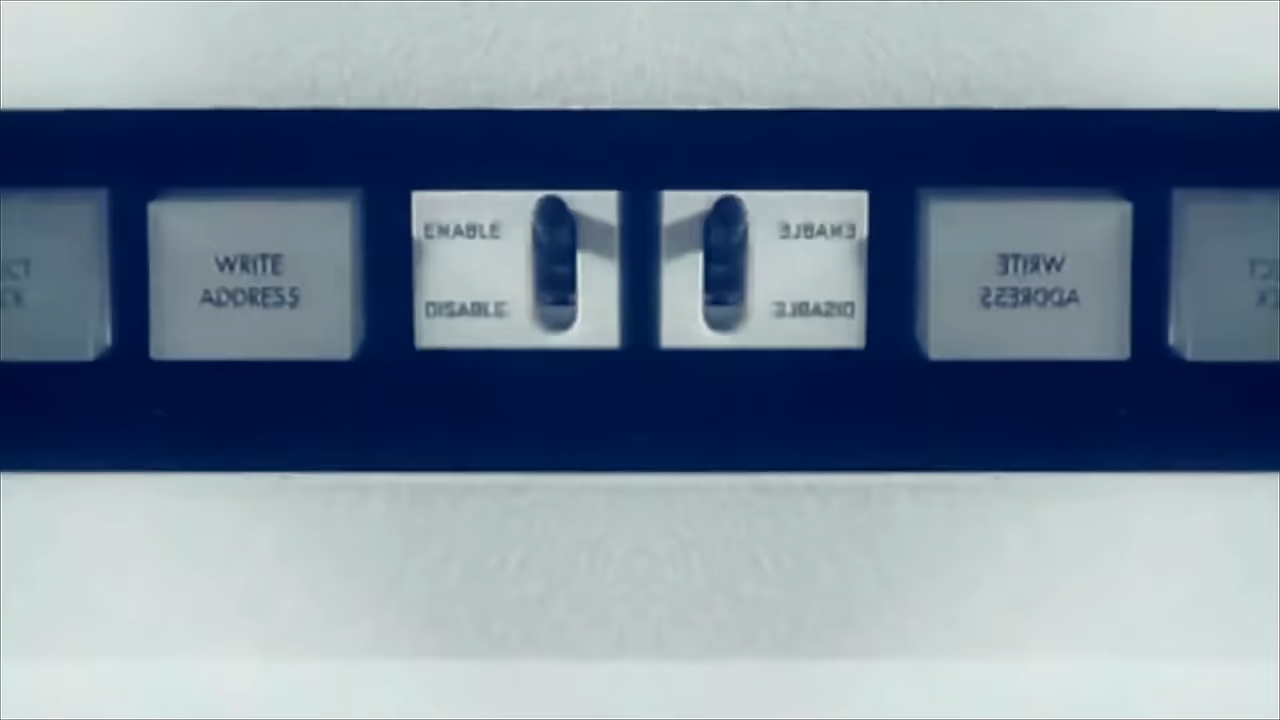 WRITE
ADDRESS
ENABLE
DISABLE
ENABLE
DISABLE
WRITE
ADDRESS